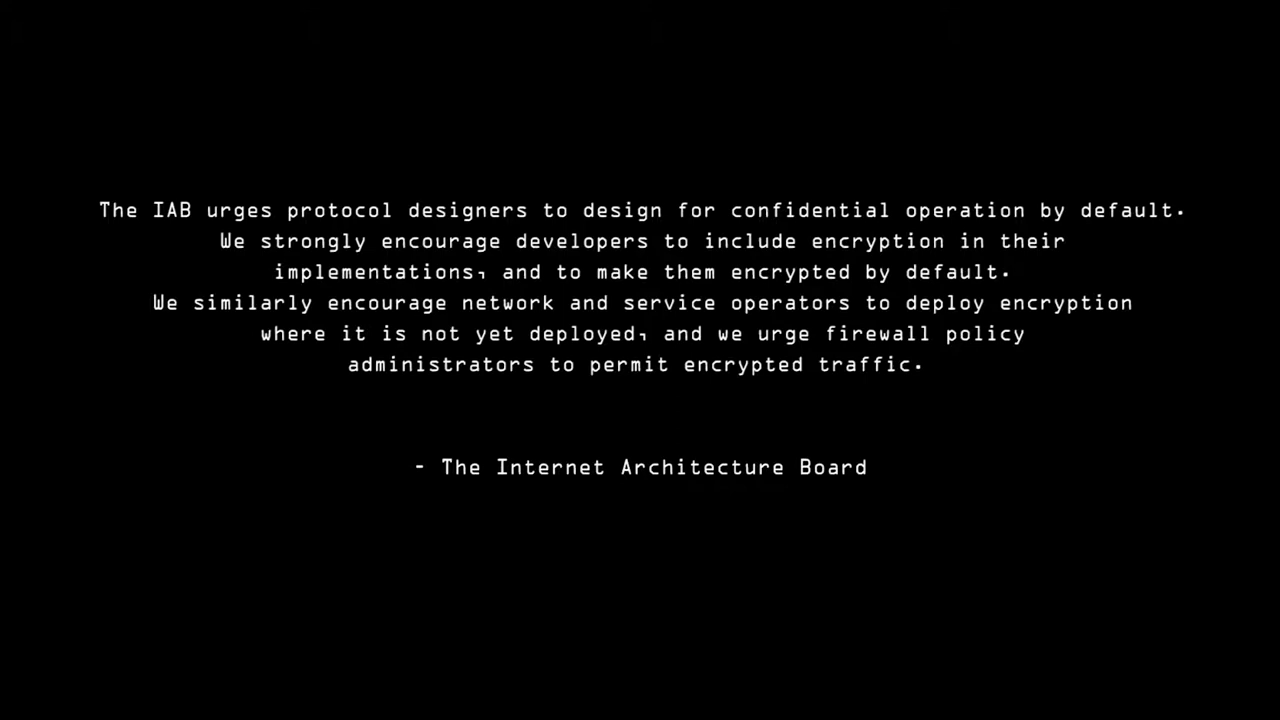 The IAB urges protocol designers to design for confidential operation by default.
We strongly encourage developers to include encryption in their
implementations, and to make them encrypted by default.
We similarly encourage network and service operators to deploy encryption
where it is not yet deployed, and we urge firewall policy
administrators to permit encrypted traffic.
- The Internet Architecture Board